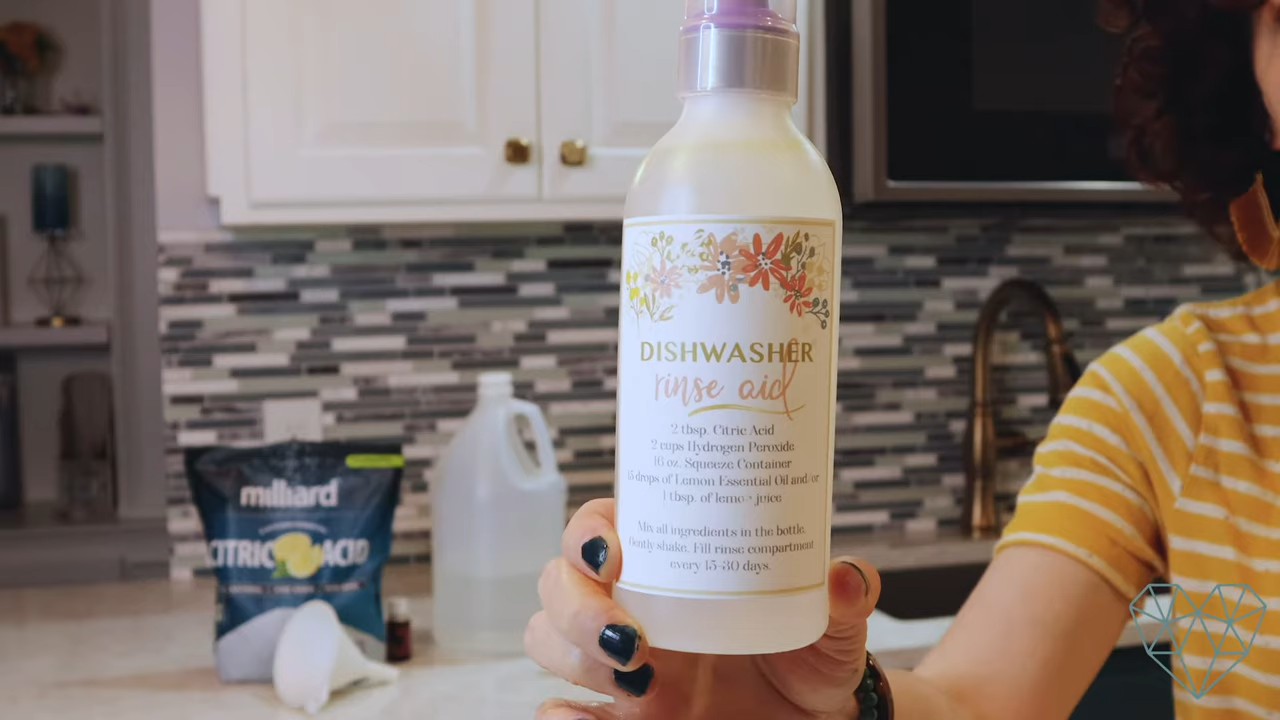 DISHWASHER
rinse aid
2 tbsp. Citric Acid
2 cups Hydrogen Peroxide
16 oz. Squeeze Container
15 drops of Lemon Essential Oil and/or
1 tbsp. of lemon juice
Mix all ingredients in the bottle.
Gently shake. Fill rinse compartment
every 15-30 days.
milliard
CITRIC ACID